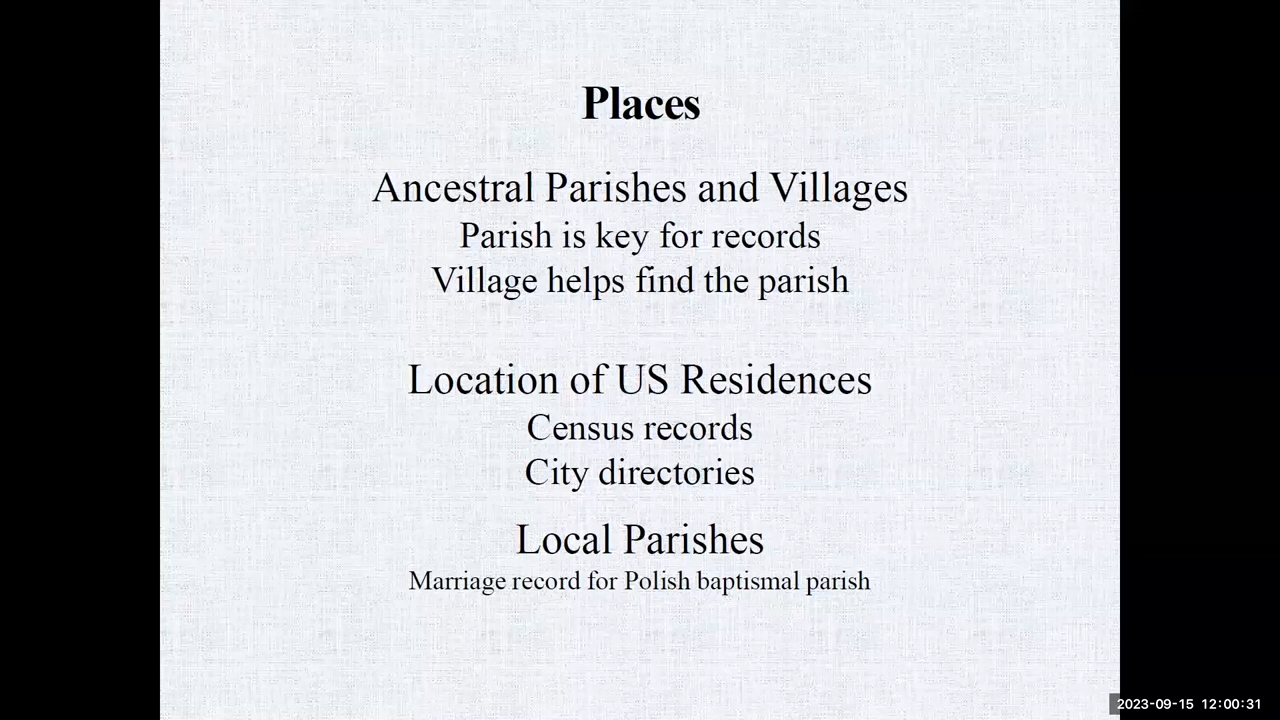 Places
Ancestral Parishes and Villages
Parish is key for records
Village helps find the parish
Location of US Residences
Census records
City directories
Local Parishes
Marriage record for Polish baptismal parish
2023-09-15 12:00:31